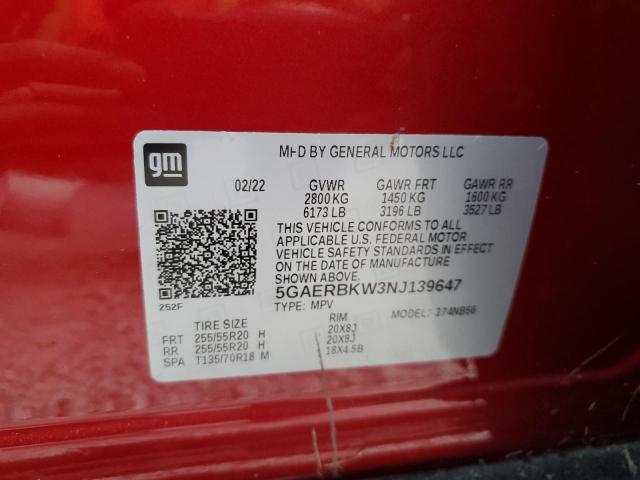 gm
MFD BY GENERAL MOTORS LLC
02/22 GVWR GAWR FRT GAWR RR
2800 KG 1450 KG 1600 KG
6173 LB 3196 LB 3527 LB
THIS VEHICLE CONFORMS TO ALL
APPLICABLE U.S. FEDERAL MOTOR
VEHICLE SAFETY STANDARDS IN EFFECT
ON THE DATE OF MANUFACTURE
SHOWN ABOVE.
5GAERBKW3NJ139647
252F
TYPE: MPV MODEL: 374NB56
TIRE SIZE RIM
FRT 255/55R20 H 20X8J
RR 255/55R20 H 20X8J
SPA T135/70R18 M 18X4.5B